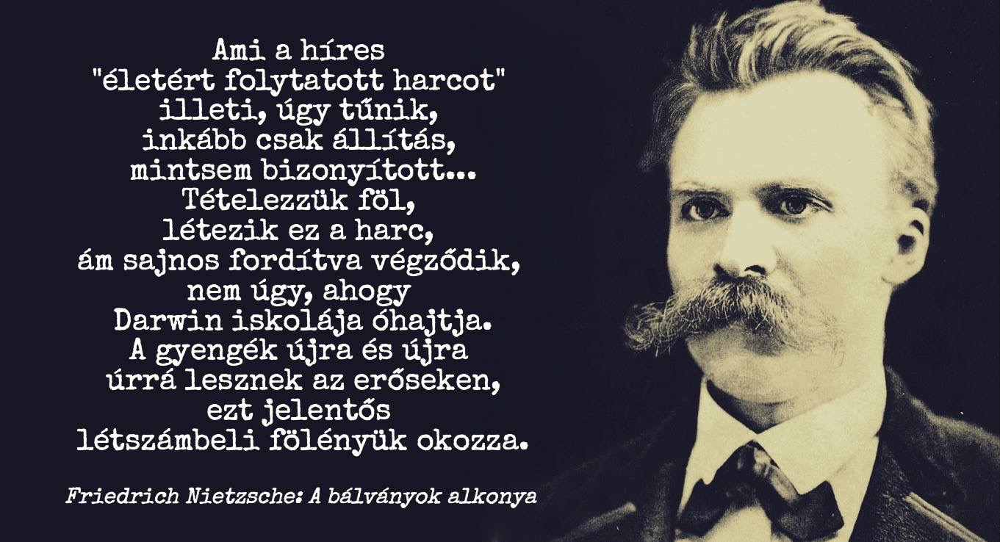 Ami a híres
"életért folytatott harcot"
illeti, úgy tűnik,
inkább csak állítás,
mintsem bizonyított...
Tételezzük föl,
létezik ez a harc,
ám sajnos fordítva végződik,
nem úgy, ahogy
Darwin iskolája óhajtja.
A gyengék újra és újra
úrrá lesznek az erőseken,
ezt jelentős
létszámbeli fölényük okozza.
Friedrich Nietzsche: A bálványok alkonya